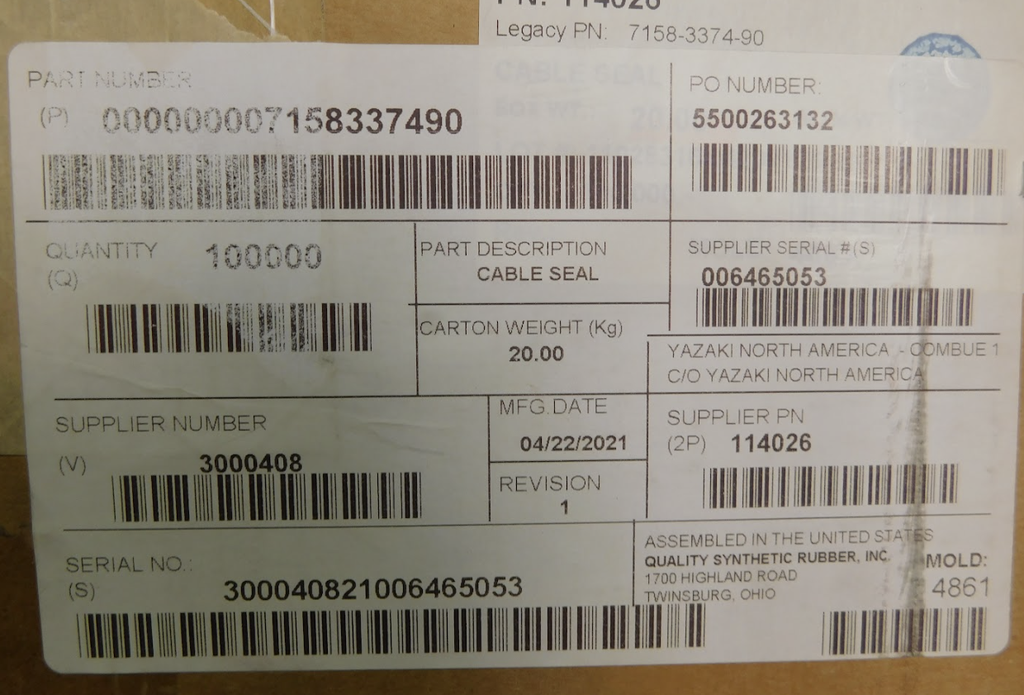 PN: 114026
Legacy PN: 7158-3374-90
PART NUMBER
(P) 000000007158337490
PO NUMBER:
5500263132
QUANTITY
(Q)
100000
PART DESCRIPTION
CABLE SEAL
SUPPLIER SERIAL #(S)
006465053
CARTON WEIGHT (Kg)
20.00
YAZAKI NORTH AMERICA - COMBUE 1
C/O YAZAKI NORTH AMERICA
SUPPLIER NUMBER
(V) 3000408
MFG.DATE
04/22/2021
REVISION
1
SUPPLIER PN
(2P) 114026
SERIAL NO.:
(S) 300040821006465053
ASSEMBLED IN THE UNITED STATES
QUALITY SYNTHETIC RUBBER, INC.
1700 HIGHLAND ROAD
TWINSBURG, OHIO
MOLD:
4861